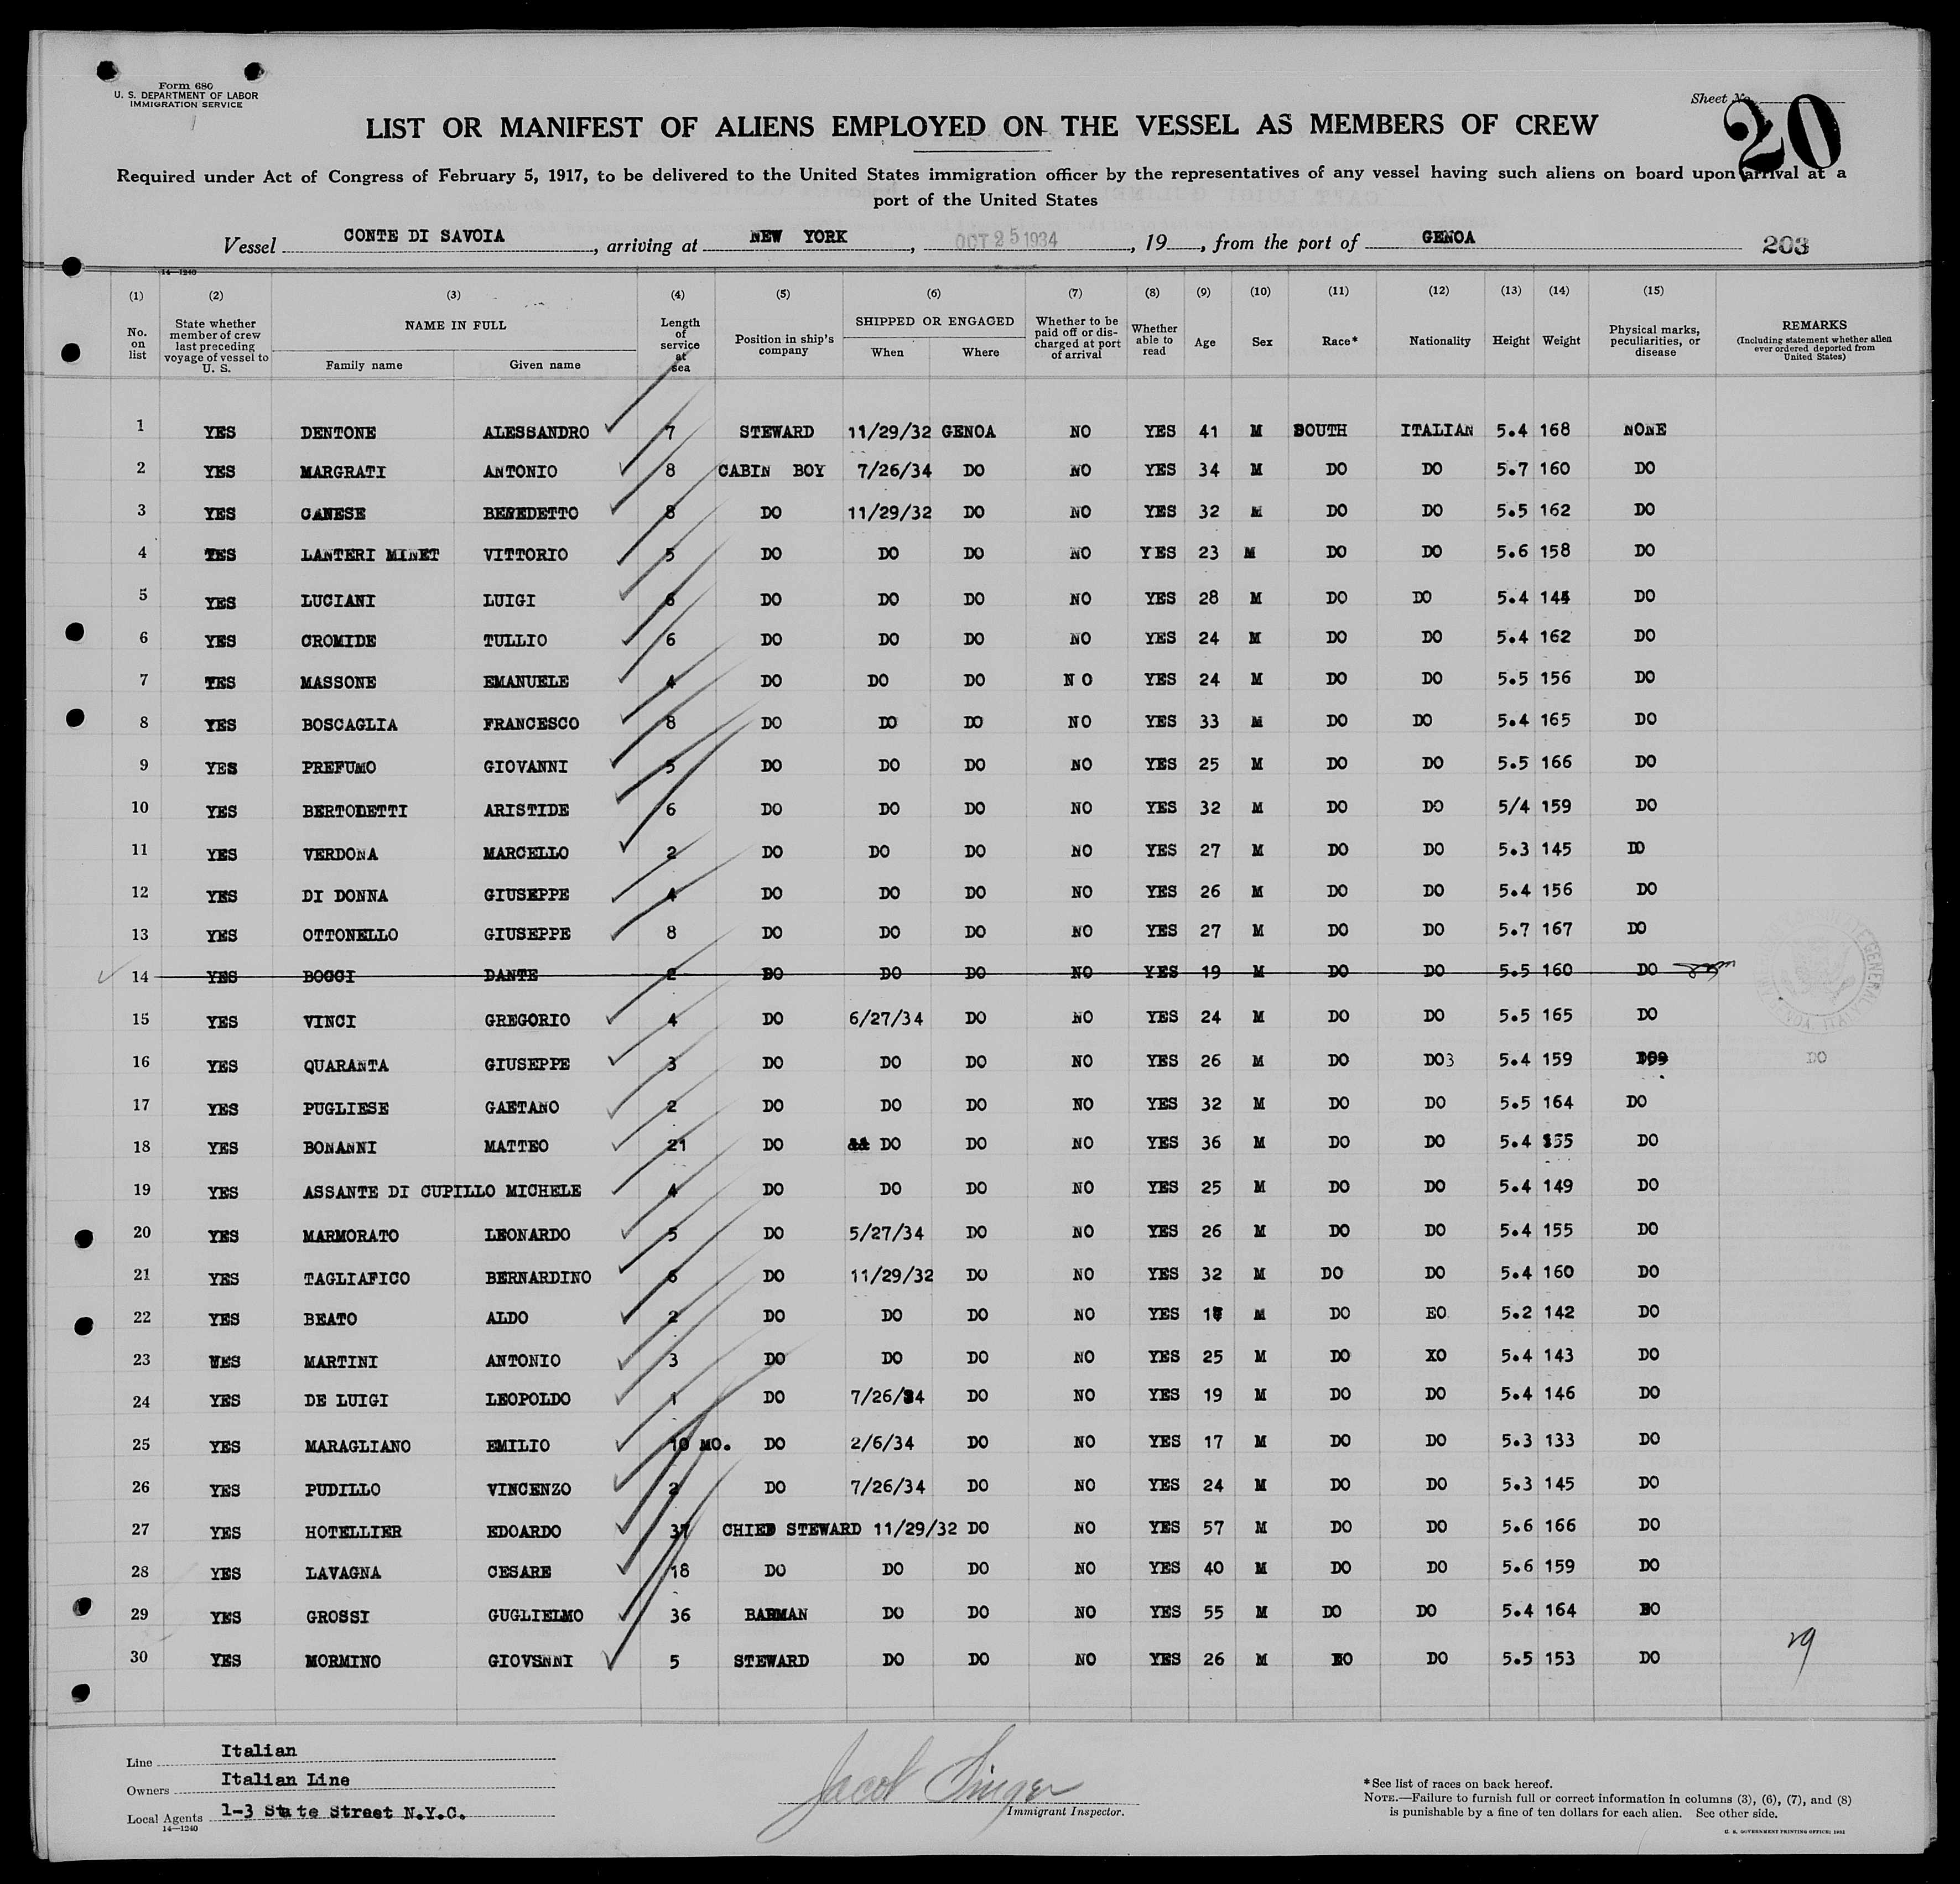 Form 680
U. S. DEPARTMENT OF LABOR
IMMIGRATION SERVICE
Sheet No.
20
LIST OR MANIFEST OF ALIENS EMPLOYED ON THE VESSEL AS MEMBERS OF CREW
Required under Act of Congress of February 5, 1917, to be delivered to the United States immigration officer by the representatives of any vessel having such aliens on board upon arrival at a
port of the United States
Vessel CONTE DI SAVOIA, arriving at NEW YORK, OCT 25 1934, 19, from the port of GENOA 203
14—1240
(1) (2) (3) (4) (5) (6) (7) (8) (9) (10) (11) (12) (13) (14) (15)
No. on list State whether member of crew last preceding voyage of vessel to U. S. NAME IN FULL Family name Given name Length of service at sea Position in ship's company SHIPPED OR ENGAGED When Where Whether to be paid off or discharged at port of arrival Whether able to read Age Sex Race* Nationality Height Weight Physical marks, peculiarities, or disease REMARKS (Including statement whether alien ever ordered deported from United States)
1 YES DENTONE ALESSANDRO 7 STEWARD 11/29/32 GENOA NO YES 41 M SOUTH ITALIAN 5.4 168 NONE
2 YES MARGRATI ANTONIO 8 CABIN BOY 7/26/34 DO NO YES 34 M DO DO 5.7 160 DO
3 YES CANESE BENEDETTO 8 DO 11/29/32 DO NO YES 32 M DO DO 5.5 162 DO
4 YES LANTERI MINET VITTORIO 5 DO DO DO NO YES 23 M DO DO 5.6 158 DO
5 YES LUCIANI LUIGI 6 DO DO DO NO YES 28 M DO DO 5.4 144 DO
6 YES CROMIDE TULLIO 6 DO DO DO NO YES 24 M DO DO 5.4 162 DO
7 YES MASSONE EMANUELE 4 DO DO DO N O YES 24 M DO DO 5.5 156 DO
8 YES BOSCAGLIA FRANCESCO 8 DO DO DO NO YES 33 M DO DO 5.4 165 DO
9 YES PREFUMO GIOVANNI 5 DO DO DO NO YES 25 M DO DO 5.5 166 DO
10 YES BERTOLETTI ARISTIDE 6 DO DO DO NO YES 32 M DO DO 5/4 159 DO
11 YES VERDONA MARCELLO 2 DO DO DO NO YES 27 M DO DO 5.3 145 DO
12 YES DI DONNA GIUSEPPE 4 DO DO DO NO YES 26 M DO DO 5.4 156 DO
13 YES OTTONELLO GIUSEPPE 8 DO DO DO NO YES 27 M DO DO 5.7 167 DO
14 YES BOGGI DANTE 2 DO DO DO NO YES 19 M DO DO 5.5 160 DO
15 YES VINCI GREGORIO 4 DO 6/27/34 DO NO YES 24 M DO DO 5.5 165 DO
16 YES QUARANTA GIUSEPPE 3 DO DO DO NO YES 26 M DO DO3 5.4 159 DO
17 YES PUGLIESE GAETANO 2 DO DO DO NO YES 32 M DO DO 5.5 164 DO
18 YES BONANNI MATTEO 21 DO DO DO NO YES 36 M DO DO 5.4 155 DO
19 YES ASSANTE DI CUPILLO MICHELE 4 DO DO DO NO YES 25 M DO DO 5.4 149 DO
20 YES MARMORATO LEONARDO 5 DO 5/27/34 DO NO YES 26 M DO DO 5.4 155 DO
21 YES TAGLIAFICO BERNARDINO 6 DO 11/29/32 DO NO YES 32 M DO DO 5.4 160 DO
22 YES BEATO ALDO 2 DO DO DO NO YES M DO EO 5.2 142 DO
23 YES MARTINI ANTONIO 3 DO DO DO NO YES 25 M DO XO 5.4 143 DO
24 YES DE LUIGI LEOPOLDO 1 DO 7/26/34 DO NO YES 19 M DO DO 5.4 146 DO
25 YES MARAGLIANO EMILIO 10 MO. DO 2/6/34 DO NO YES 17 M DO DO 5.3 133 DO
26 YES PUDILLO VINCENZO 2 DO 7/26/34 DO NO YES 24 M DO DO 5.3 145 DO
27 YES HOTELLIER EDOARDO 37 CHIEF STEWARD 11/29/32 DO NO YES 57 M DO DO 5.6 166 DO
28 YES LAVAGNA CESARE 18 DO DO DO NO YES 40 M DO DO 5.6 159 DO
29 YES GROSSI GUGLIELMO 36 BARMAN DO DO NO YES 55 M DO DO 5.4 164 DO
30 YES MORMINO GIOVSNNI 5 STEWARD DO DO NO YES 26 M DO DO 5.5 153 DO
29
Line Italian
Owners Italian Line
Local Agents 1-3 State Street N.Y.C.
14—1240
Jacob Singer
Immigrant Inspector.
*See list of races on back hereof.
NOTE.—Failure to furnish full or correct information in columns (3), (6), (7), and (8)
is punishable by a fine of ten dollars for each alien. See other side.